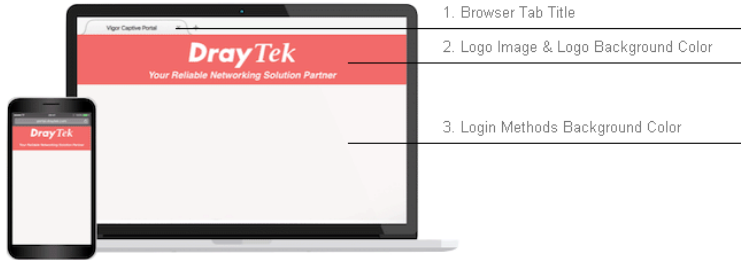 Vigor Captive Portal
DrayTek
Your Reliable Networking Solution Partner
DrayTek
Your Reliable Networking Solution Partner
1. Browser Tab Title
2. Logo Image & Logo Background Color
3. Login Methods Background Color